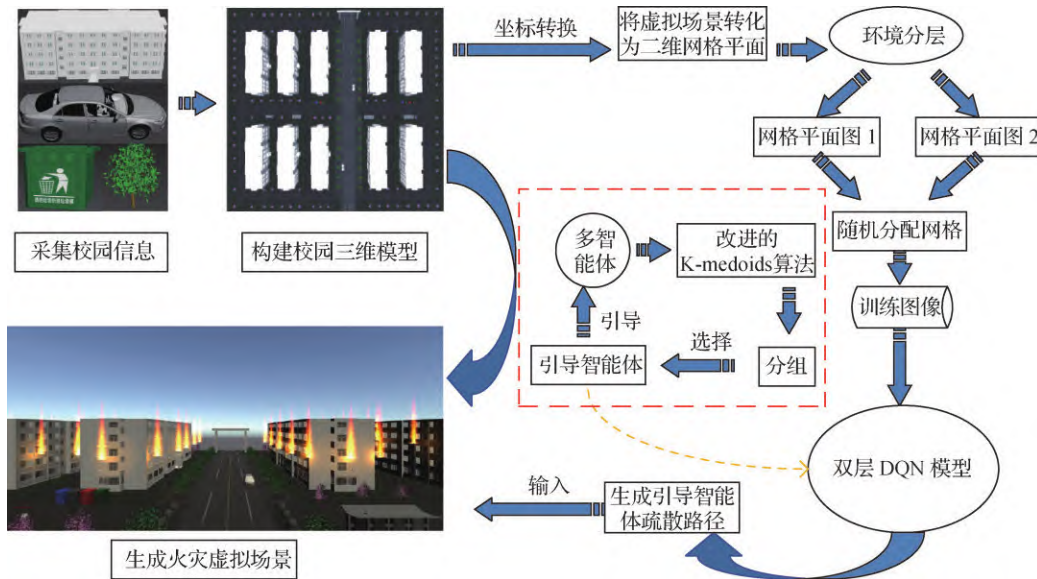 坐标转换
将虚拟场景转化
为二维网格平面
环境分层
网格平面图 1
网格平面图 2
采集校园信息
构建校园三维模型
多智
能体
改进的
K-medoids算法
随机分配网格
训练图像
引导
选择
引导智能体
分组
双层 DQN 模型
输入
生成引导智能
体疏散路径
生成火灾虚拟场景